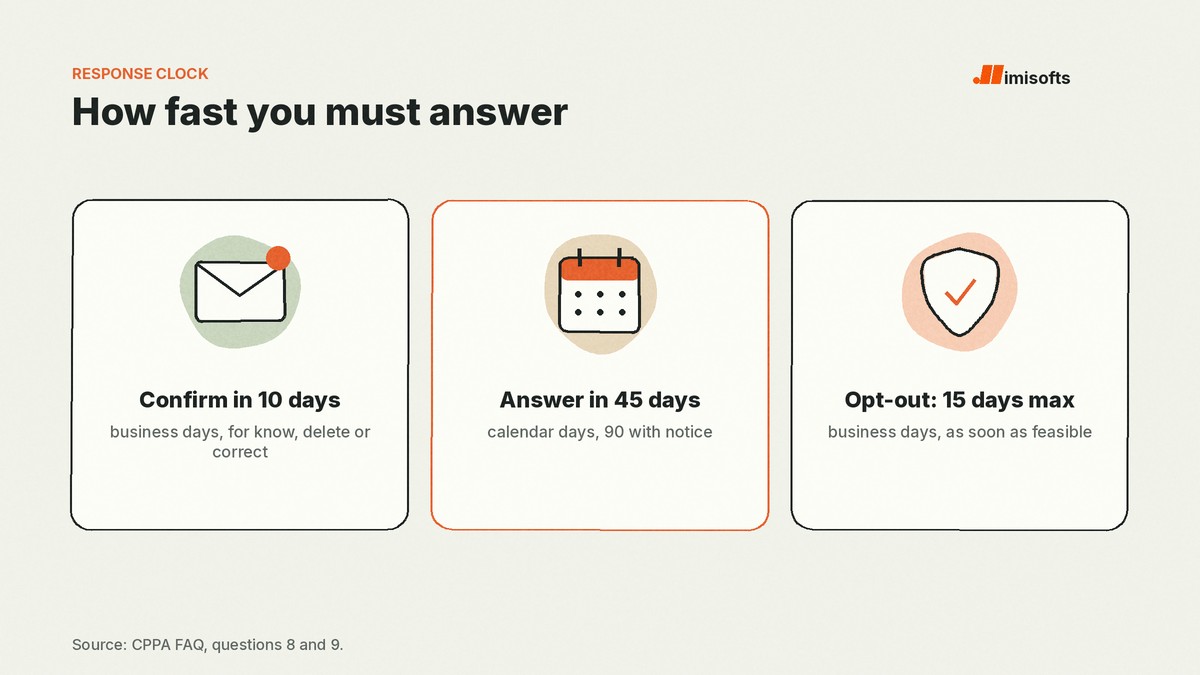 RESPONSE CLOCK
imisofts
How fast you must answer
Confirm in 10 days
business days, for know, delete or
correct
Answer in 45 days
calendar days, 90 with notice
Opt-out: 15 days max
business days, as soon as feasible
Source: CPPA FAQ, questions 8 and 9.